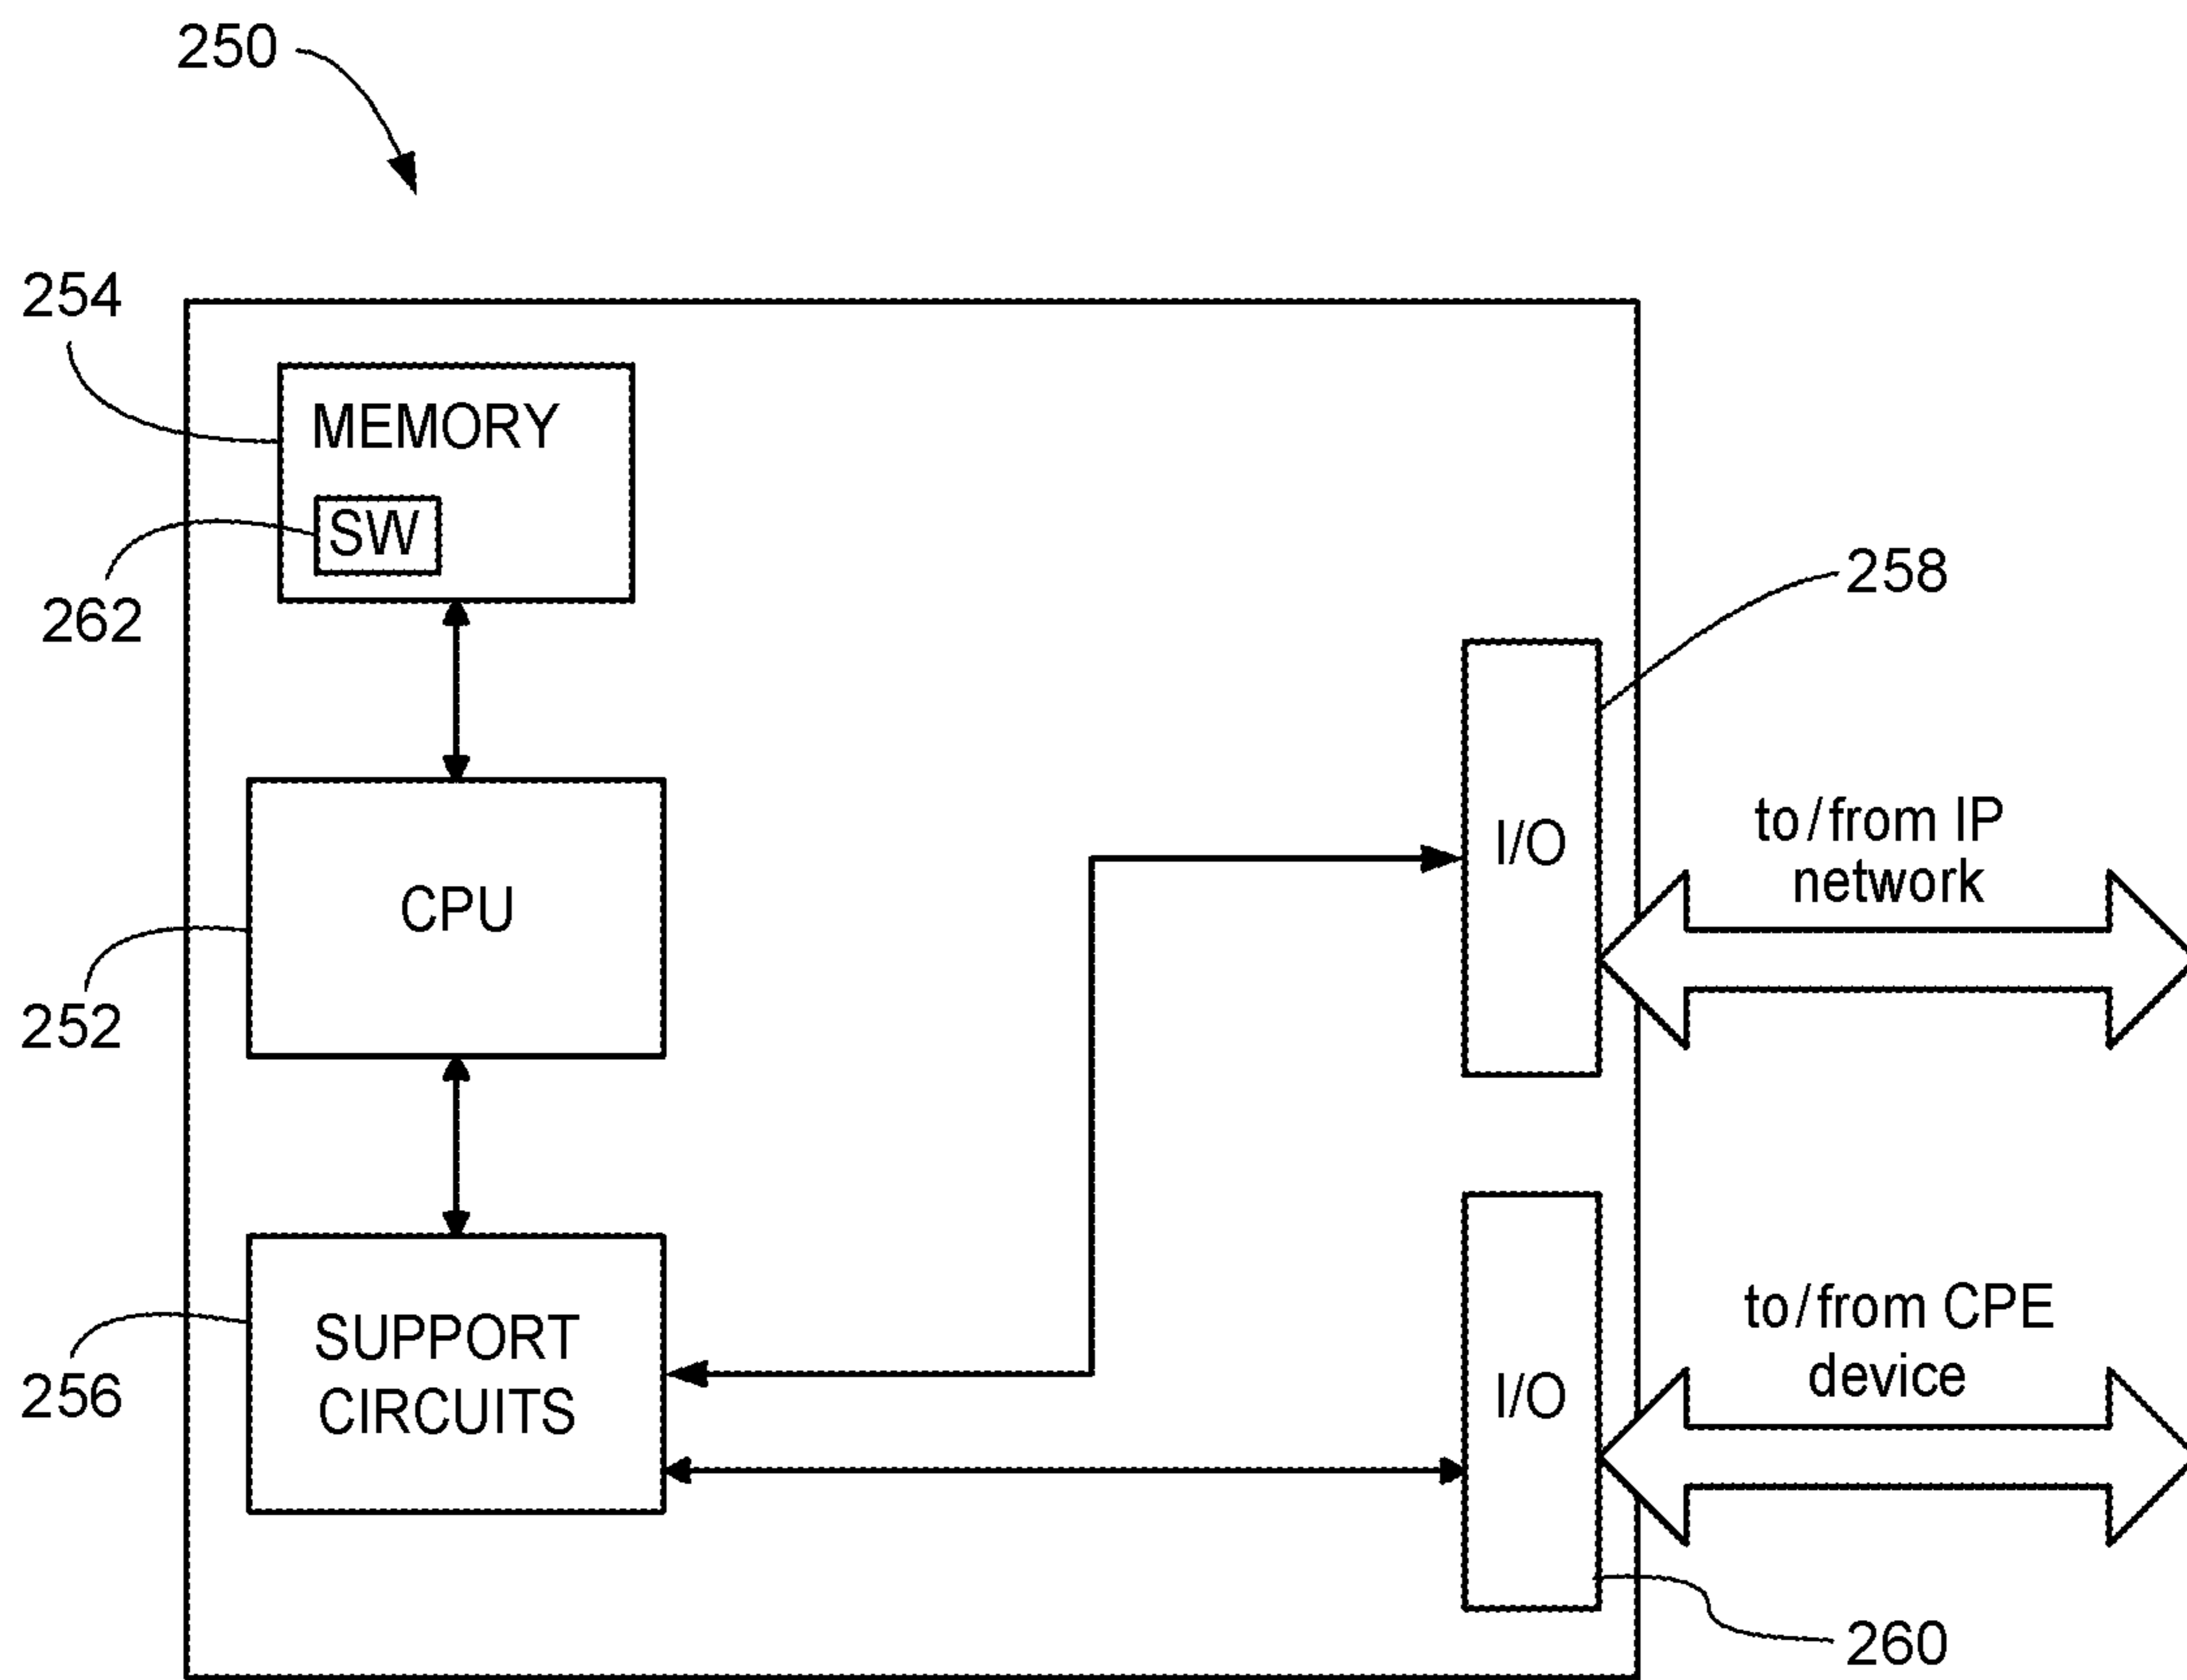 250
254
MEMORY
SW
262
258
I/O
to/from IP
network
CPU
252
SUPPORT
CIRCUITS
256
I/O
to/from CPE
device
260